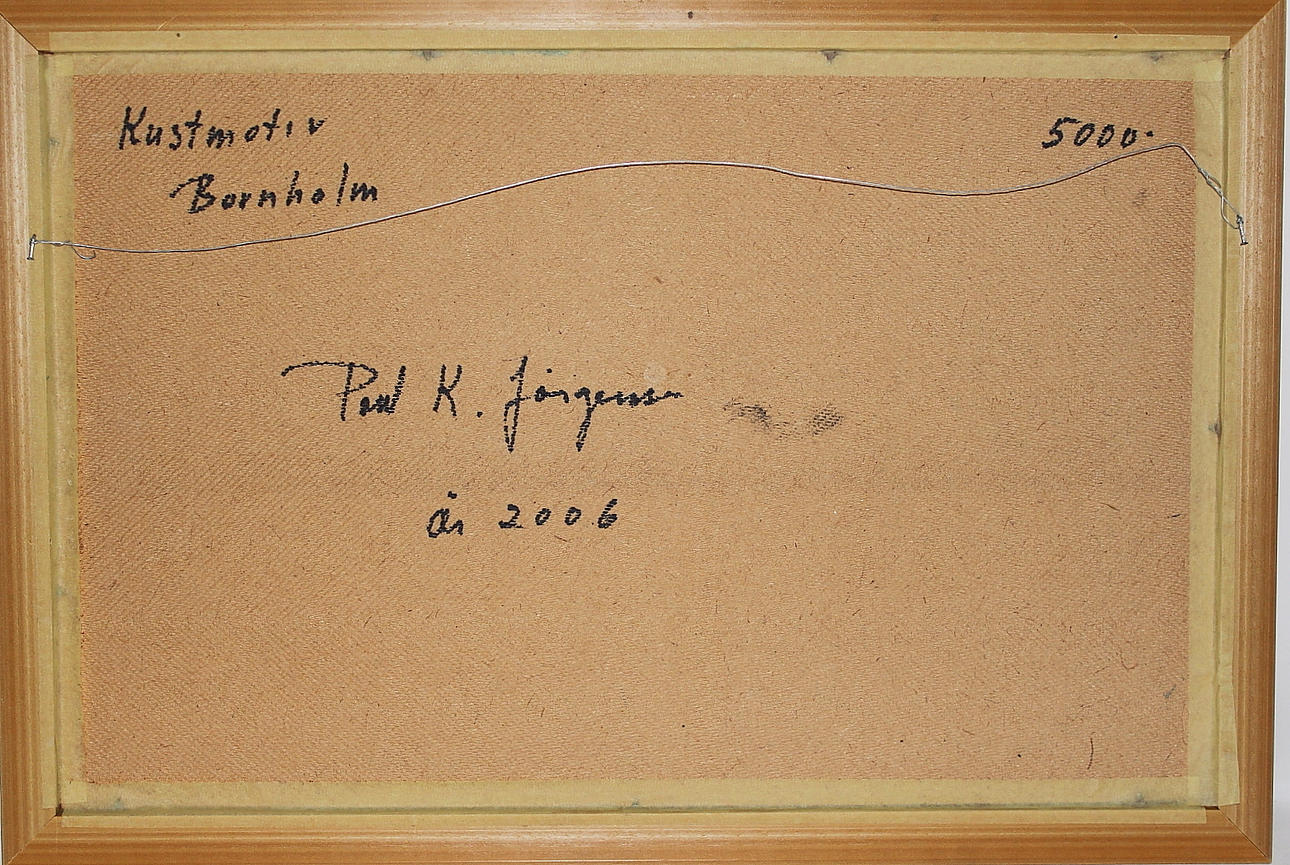 Kustmotiv
Bornholm
5000.
Poul K. Jörgensen
år 2006